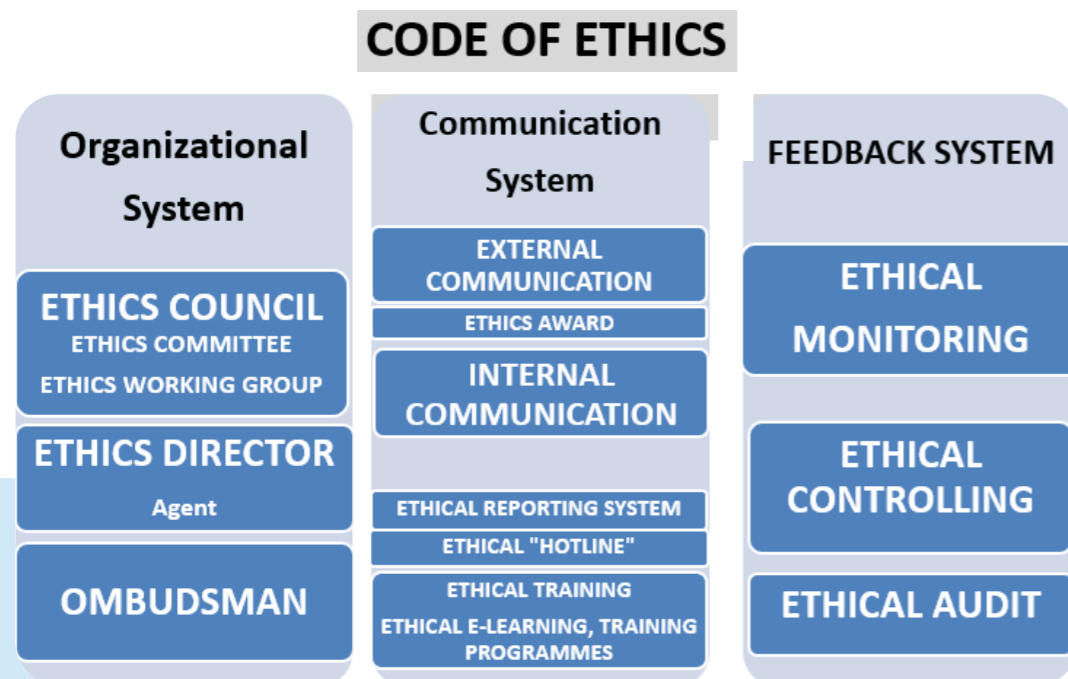 CODE OF ETHICS
Organizational
System
ETHICS COUNCIL
ETHICS COMMITTEE
ETHICS WORKING GROUP
ETHICS DIRECTOR
Agent
OMBUDSMAN
Communication
System
EXTERNAL
COMMUNICATION
ETHICS AWARD
INTERNAL
COMMUNICATION
ETHICAL REPORTING SYSTEM
ETHICAL "HOTLINE"
ETHICAL TRAINING
ETHICAL E-LEARNING, TRAINING
PROGRAMMES
FEEDBACK SYSTEM
ETHICAL
MONITORING
ETHICAL
CONTROLLING
ETHICAL AUDIT